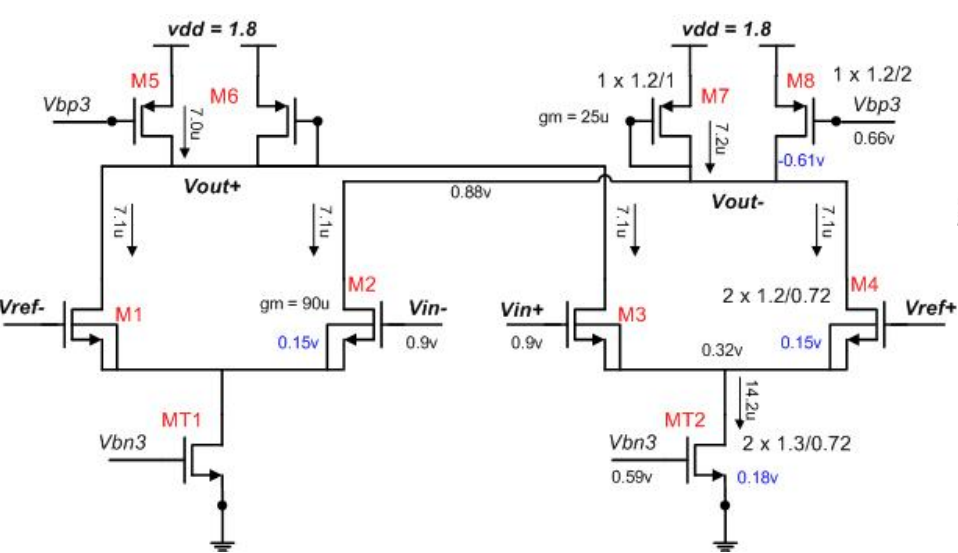 vdd = 1.8
vdd = 1.8
M5
M6
1 x 1.2/1
M7
M8
1 x 1.2/2
Vbp3
7.0u
gm = 25u
7.2u
Vbp3
0.66v
-0.61v
Vout+
0.88v
Vout-
7.1u
7.1u
7.1u
7.1u
Vref-
M1
gm = 90u
M2
Vin-
Vin+
M3
2 x 1.2/0.72
M4
Vref+
0.15v
0.9v
0.9v
0.32v
0.15v
14.2u
MT1
MT2
Vbn3
Vbn3
2 x 1.3/0.72
0.59v
0.18v